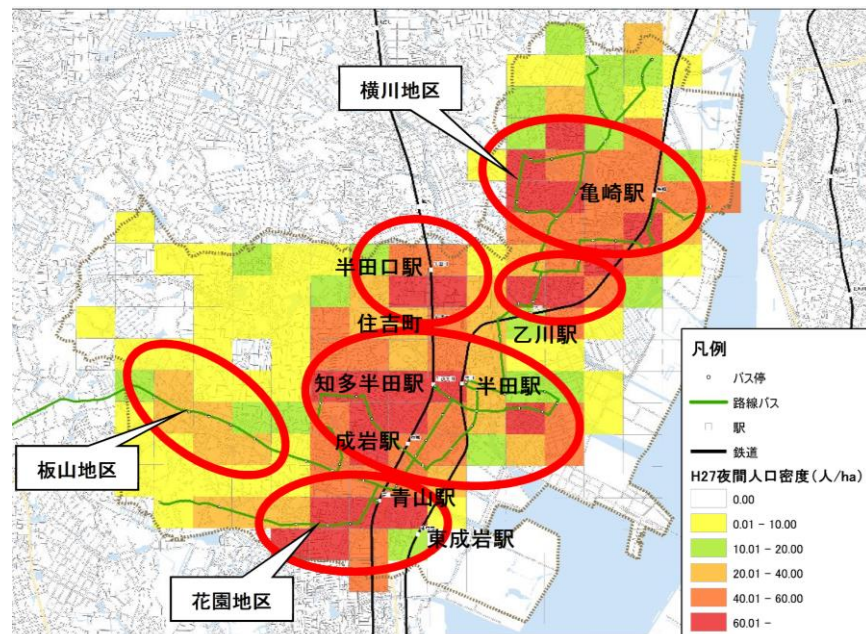 横川地区
亀崎駅
半田口駅
住吉町
乙川駅
知多半田駅
半田駅
成岩駅
板山地区
青山駅
東成岩駅
花園地区
凡例
バス停
路線バス
駅
鉄道
H27夜間人口密度(人/ha)
0.00
0.01 - 10.00
10.01 - 20.00
20.01 - 40.00
40.01 - 60.00
60.01 -